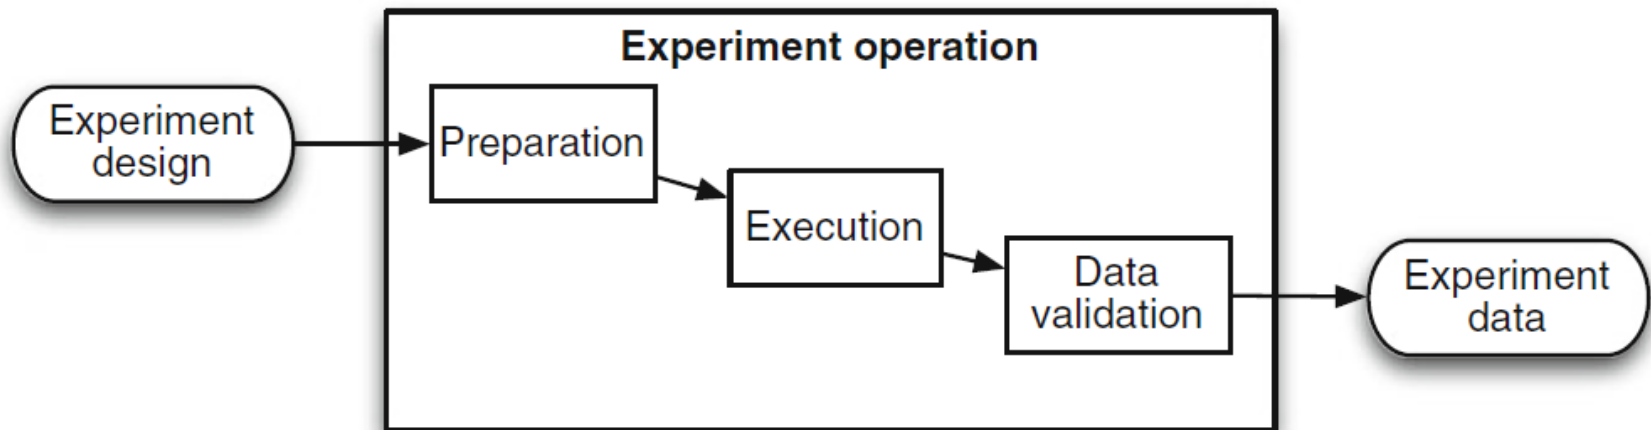 Experiment operation
Experiment
design
Preparation
Execution
Data
validation
Experiment
data